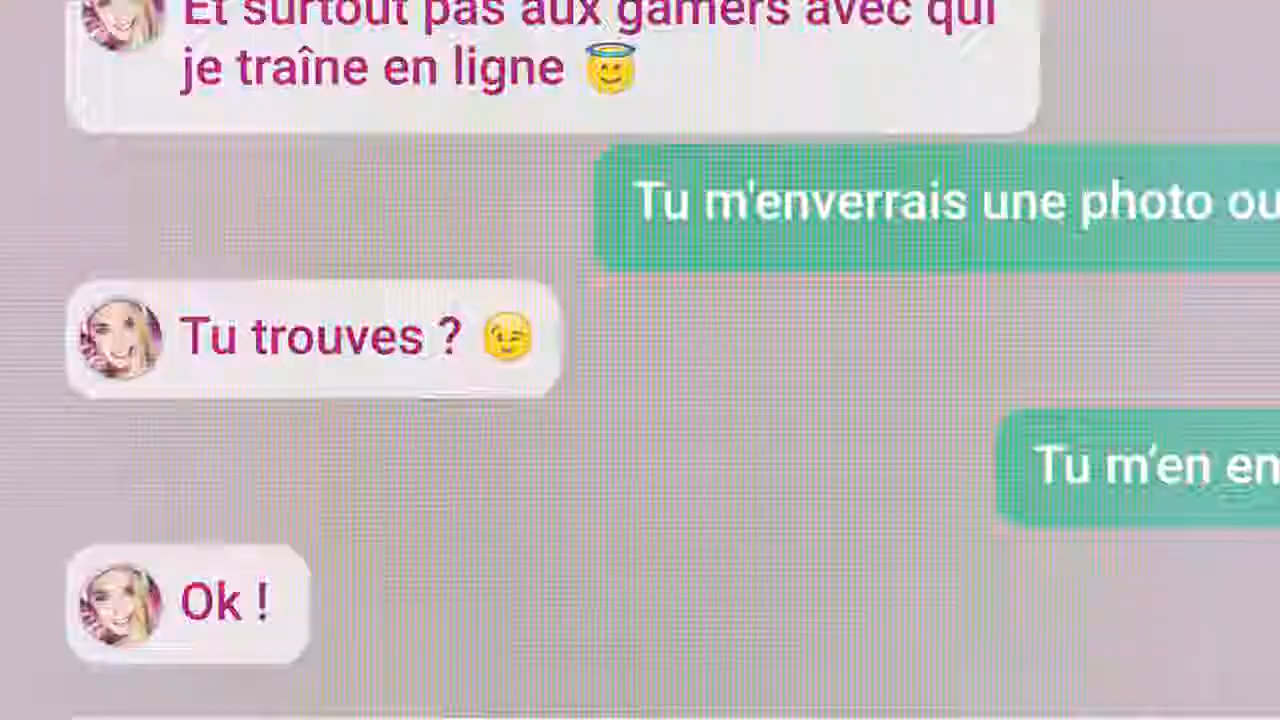 Et surtout pas aux gamers avec qui
je traîne en ligne 😇
Tu m'enverrais une photo ou
Tu trouves ? 😉
Tu m'en
Ok !